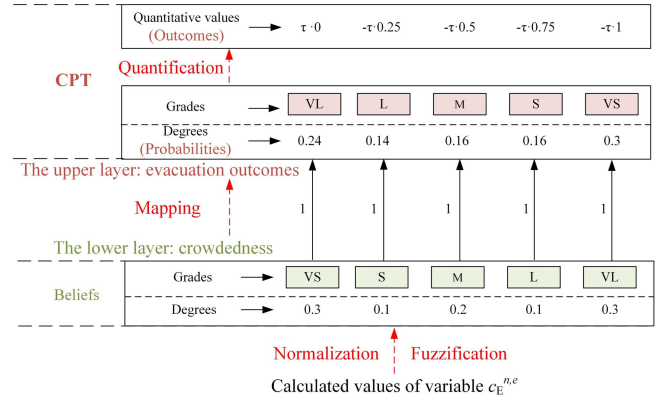 Quantitative values
(Outcomes)
τ·0 -τ·0.25 -τ·0.5 -τ·0.75 -τ·1
CPT
Quantification
Grades VL L M S VS
Degrees
(Probabilities)
0.24 0.14 0.16 0.16 0.3
The upper layer: evacuation outcomes
Mapping
1 1 1 1 1
The lower layer: crowdedness
Beliefs
Grades VS S M L VL
Degrees 0.3 0.1 0.2 0.1 0.3
Normalization Fuzzification
Calculated values of variable c_E^{n,e}